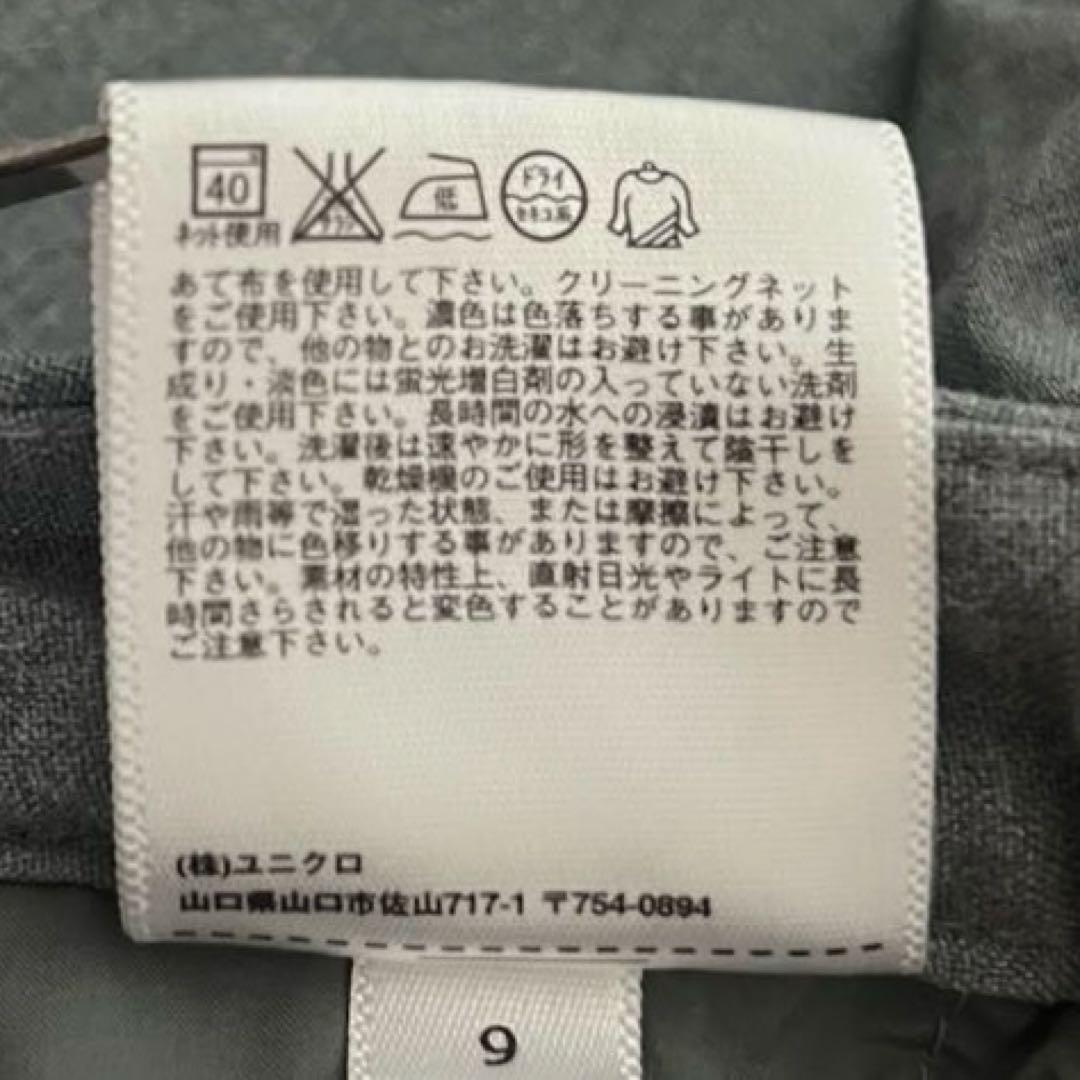 40
ネット使用
低
ドライ
セキユ系
あて布を使用して下さい。クリーニングネット
をご使用下さい。濃色は色落ちする事がありま
すので、他の物とのお洗濯はお避け下さい。生
成り・淡色には蛍光増白剤の入っていない洗剤
をご使用下さい。長時間の水への浸漬はお避け
下さい。洗濯後は速やかに形を整えて陰干しを
して下さい。乾燥機のご使用はお避け下さい。
汗や雨等で湿った状態、または摩擦によって、
他の物に色移りする事がありますので、ご注意
下さい。素材の特性上、直射日光やライトに長
時間さらされると変色することがありますので
ご注意下さい。
(株)ユニクロ
山口県山口市佐山717-1 〒754-0894
9